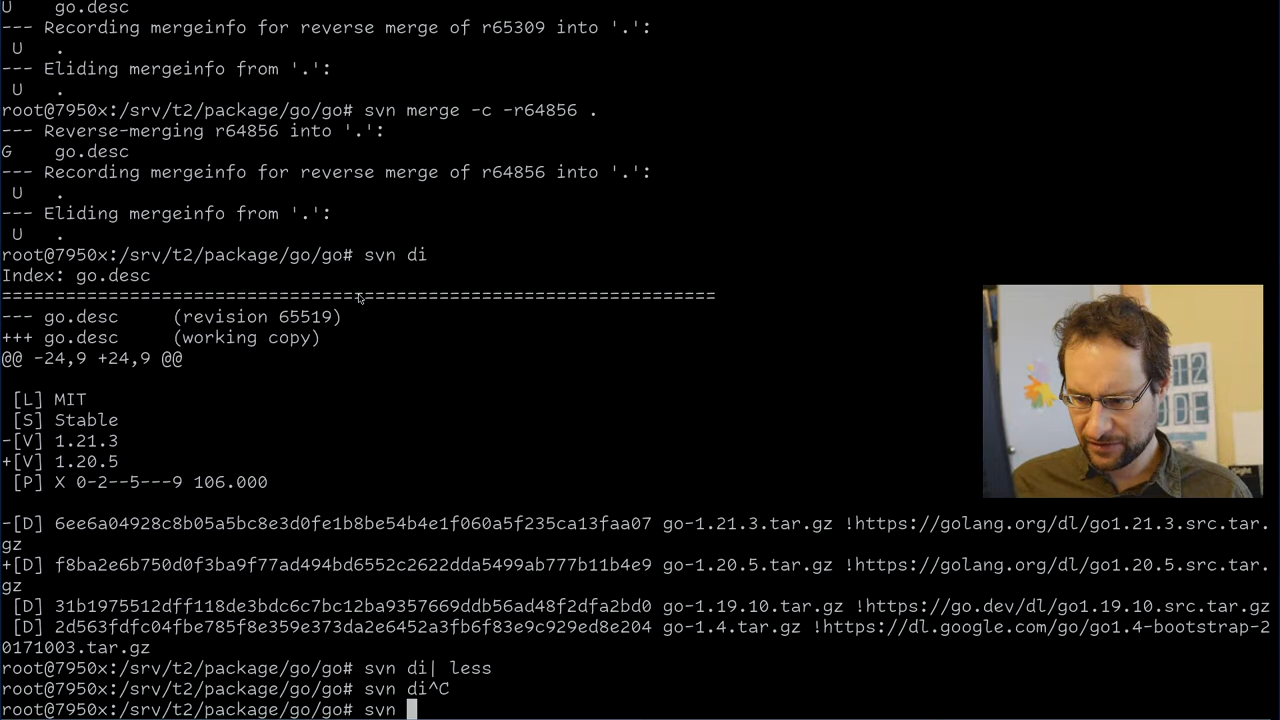 U    go.desc
--- Recording mergeinfo for reverse merge of r65309 into '.':
 U   .
--- Eliding mergeinfo from '.':
 U   .
root@7950x:/srv/t2/package/go/go# svn merge -c -r64856 .
--- Reverse-merging r64856 into '.':
G    go.desc
--- Recording mergeinfo for reverse merge of r64856 into '.':
 U   .
--- Eliding mergeinfo from '.':
 U   .
root@7950x:/srv/t2/package/go/go# svn di
Index: go.desc
===================================================================
--- go.desc     (revision 65519)
+++ go.desc     (working copy)
@@ -24,9 +24,9 @@
 [L] MIT
 [S] Stable
-[V] 1.21.3
+[V] 1.20.5
 [P] X 0-2--5---9 106.000
-[D] 6ee6a04928c8b05a5bc8e3d0fe1b8be54b4e1f060a5f235ca13faa07 go-1.21.3.tar.gz !https://golang.org/dl/go1.21.3.src.tar.
gz
+[D] f8ba2e6b750d0f3ba9f77ad494bd6552c2622dda5499ab777b11b4e9 go-1.20.5.tar.gz !https://golang.org/dl/go1.20.5.src.tar.
gz
 [D] 31b1975512dff118de3bdc6c7bc12ba9357669ddb56ad48f2dfa2bd0 go-1.19.10.tar.gz !https://go.dev/dl/go1.19.10.src.tar.gz
 [D] 2d563fdfc04fbe785f8e359e373da2e6452a3fb6f83e9c929ed8e204 go-1.4.tar.gz !https://dl.google.com/go/go1.4-bootstrap-2
0171003.tar.gz
root@7950x:/srv/t2/package/go/go# svn di| less
root@7950x:/srv/t2/package/go/go# svn di^C
root@7950x:/srv/t2/package/go/go# svn